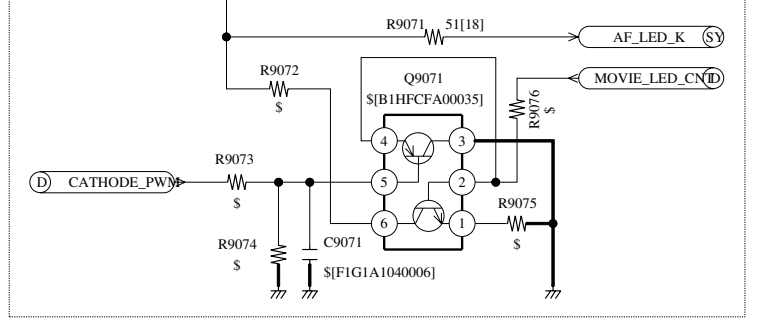 R9071 51[18]
AF_LED_K SY
R9072
$
Q9071
$[B1HFCFA00035]
MOVIE_LED_CNT D
R9076
$
4
3
R9073
D CATHODE_PWM
$
5
2
R9075
$
6
1
R9074
$
C9071
$[F1G1A1040006]